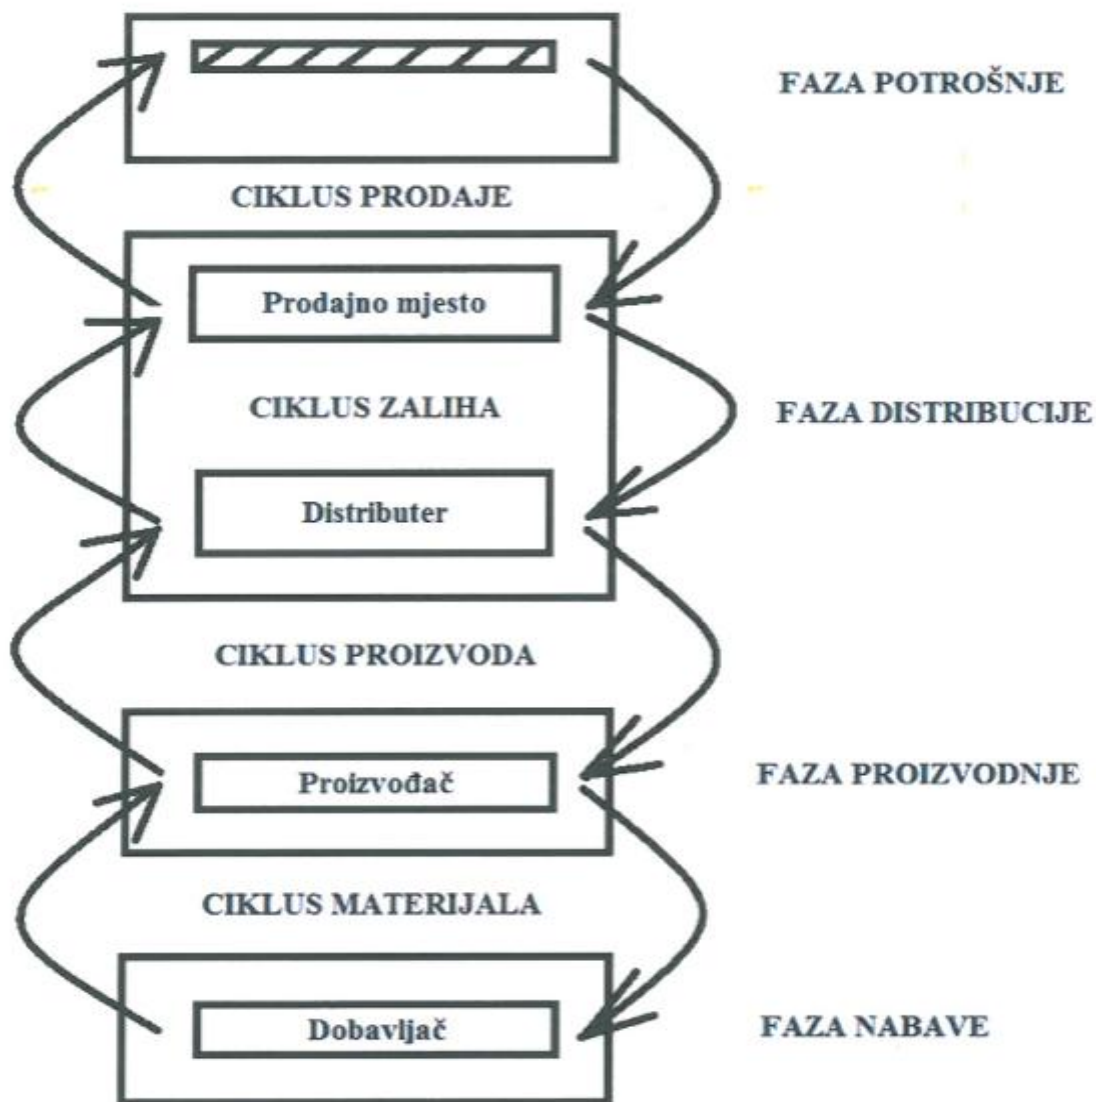 FAZA POTROŠNJE
CIKLUS PRODAJE
Prodajno mjesto
CIKLUS ZALIHA
FAZA DISTRIBUCIJE
Distributer
CIKLUS PROIZVODA
Proizvođač
FAZA PROIZVODNJE
CIKLUS MATERIJALA
Dobavljač
FAZA NABAVE